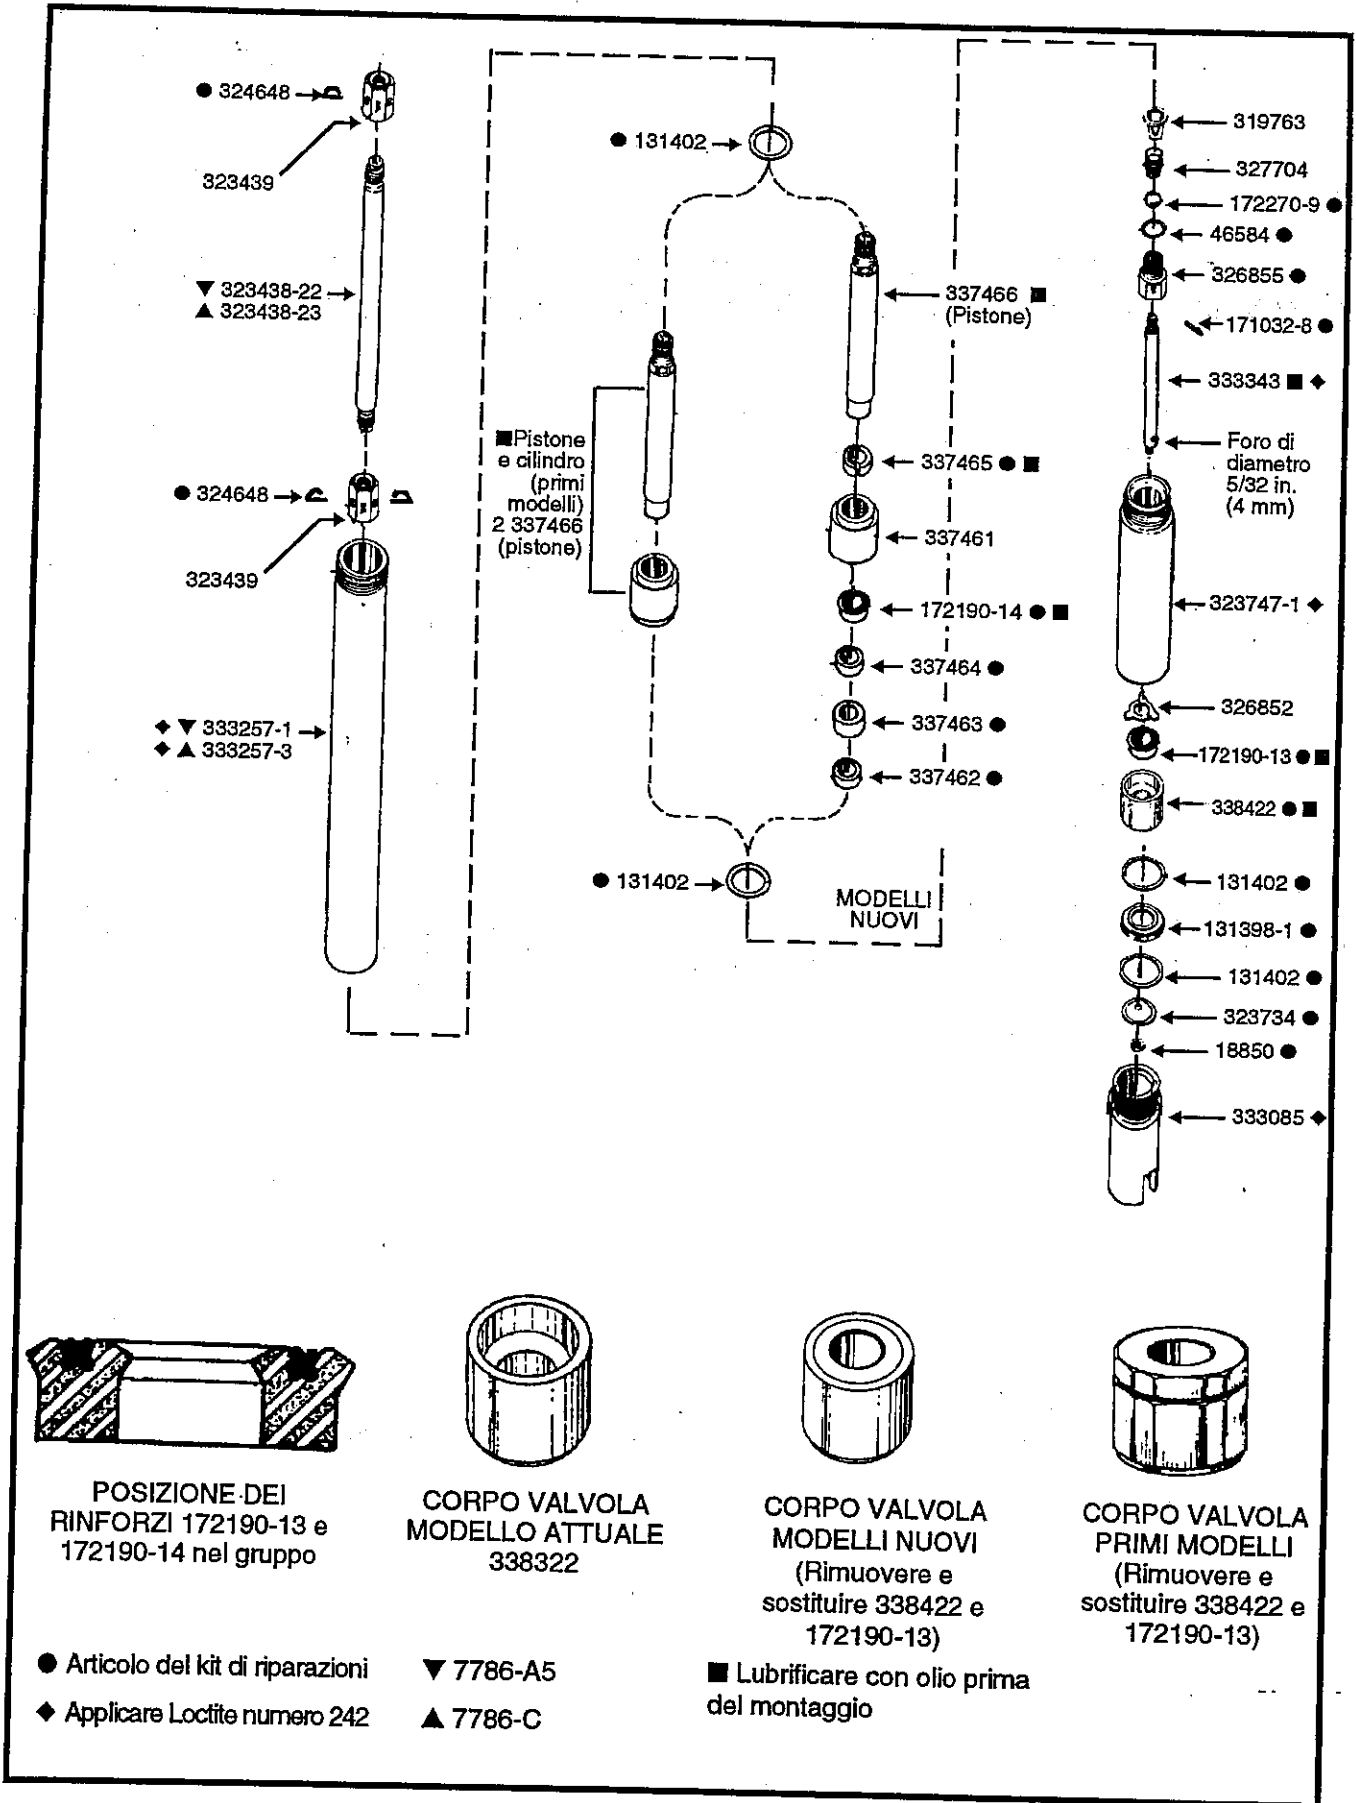 ● 324648
323439
▼ 323438-22
▲ 323438-23
● 324648
323439
◆ ▼ 333257-1
◆ ▲ 333257-3
● 131402
■Pistone
e cilindro
(primi
modelli)
2 337466
(pistone)
337466 ■
(Pistone)
337465 ● ■
337461
172190-14 ● ■
337464 ●
337463 ●
337462 ●
● 131402
MODELLI
NUOVI
319763
327704
172270-9 ●
46584 ●
326855 ●
171032-8 ●
333343 ■ ◆
Foro di
diametro
5/32 in.
(4 mm)
323747-1 ◆
326852
172190-13 ● ■
338422 ● ■
131402 ●
131398-1 ●
131402 ●
323734 ●
18850 ●
333085 ◆
POSIZIONE DEI
RINFORZI 172190-13 e
172190-14 nel gruppo
CORPO VALVOLA
MODELLO ATTUALE
338322
CORPO VALVOLA
MODELLI NUOVI
(Rimuovere e
sostituire 338422 e
172190-13)
CORPO VALVOLA
PRIMI MODELLI
(Rimuovere e
sostituire 338422 e
172190-13)
● Articolo del kit di riparazioni
◆ Applicare Loctite numero 242
▼ 7786-A5
▲ 7786-C
■ Lubrificare con olio prima
del montaggio